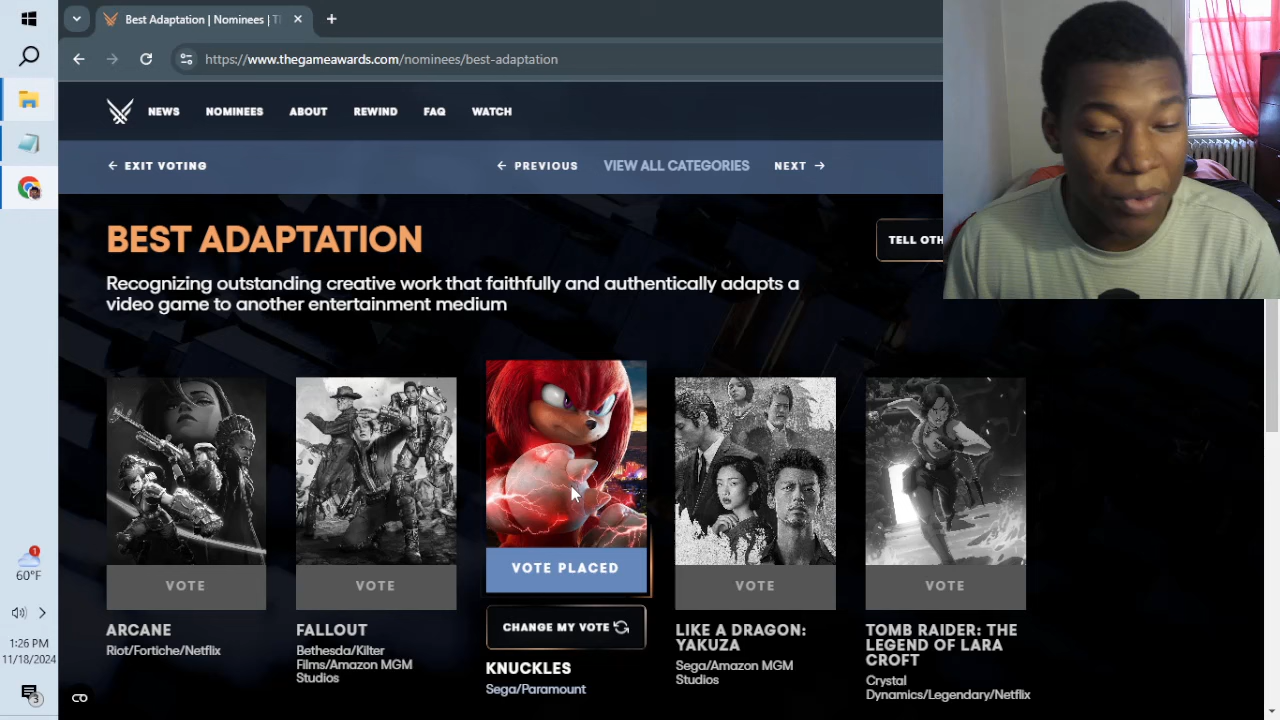 Best Adaptation | Nominees | T
https://www.thegameawards.com/nominees/best-adaptation
NEWS NOMINEES ABOUT REWIND FAQ WATCH
← EXIT VOTING ← PREVIOUS VIEW ALL CATEGORIES NEXT →
BEST ADAPTATION
TELL OTH
Recognizing outstanding creative work that faithfully and authentically adapts a
video game to another entertainment medium
VOTE
ARCANE
Riot/Fortiche/Netflix
VOTE
FALLOUT
Bethesda/Kilter
Films/Amazon MGM
Studios
VOTE PLACED
CHANGE MY VOTE
KNUCKLES
Sega/Paramount
VOTE
LIKE A DRAGON:
YAKUZA
Sega/Amazon MGM
Studios
VOTE
TOMB RAIDER: THE
LEGEND OF LARA
CROFT
Crystal
Dynamics/Legendary/Netflix
1
60°F
1:26 PM
11/18/2024
3